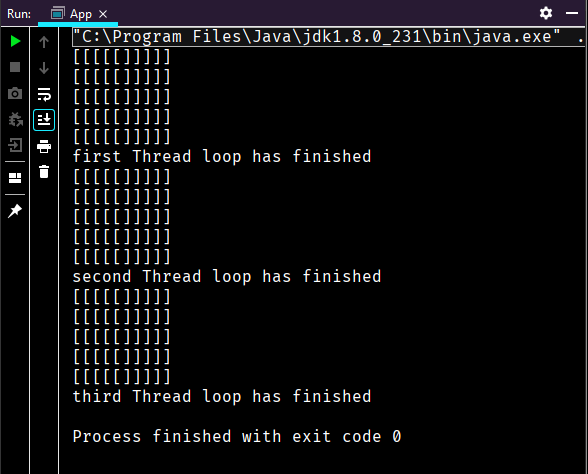 Run: App ×
"C:\Program Files\Java\jdk1.8.0_231\bin\java.exe" .
[[[[[]]]]]
[[[[[]]]]]
[[[[[]]]]]
[[[[[]]]]]
[[[[[]]]]]
first Thread loop has finished
[[[[[]]]]]
[[[[[]]]]]
[[[[[]]]]]
[[[[[]]]]]
[[[[[]]]]]
second Thread loop has finished
[[[[[]]]]]
[[[[[]]]]]
[[[[[]]]]]
[[[[[]]]]]
[[[[[]]]]]
third Thread loop has finished
Process finished with exit code 0